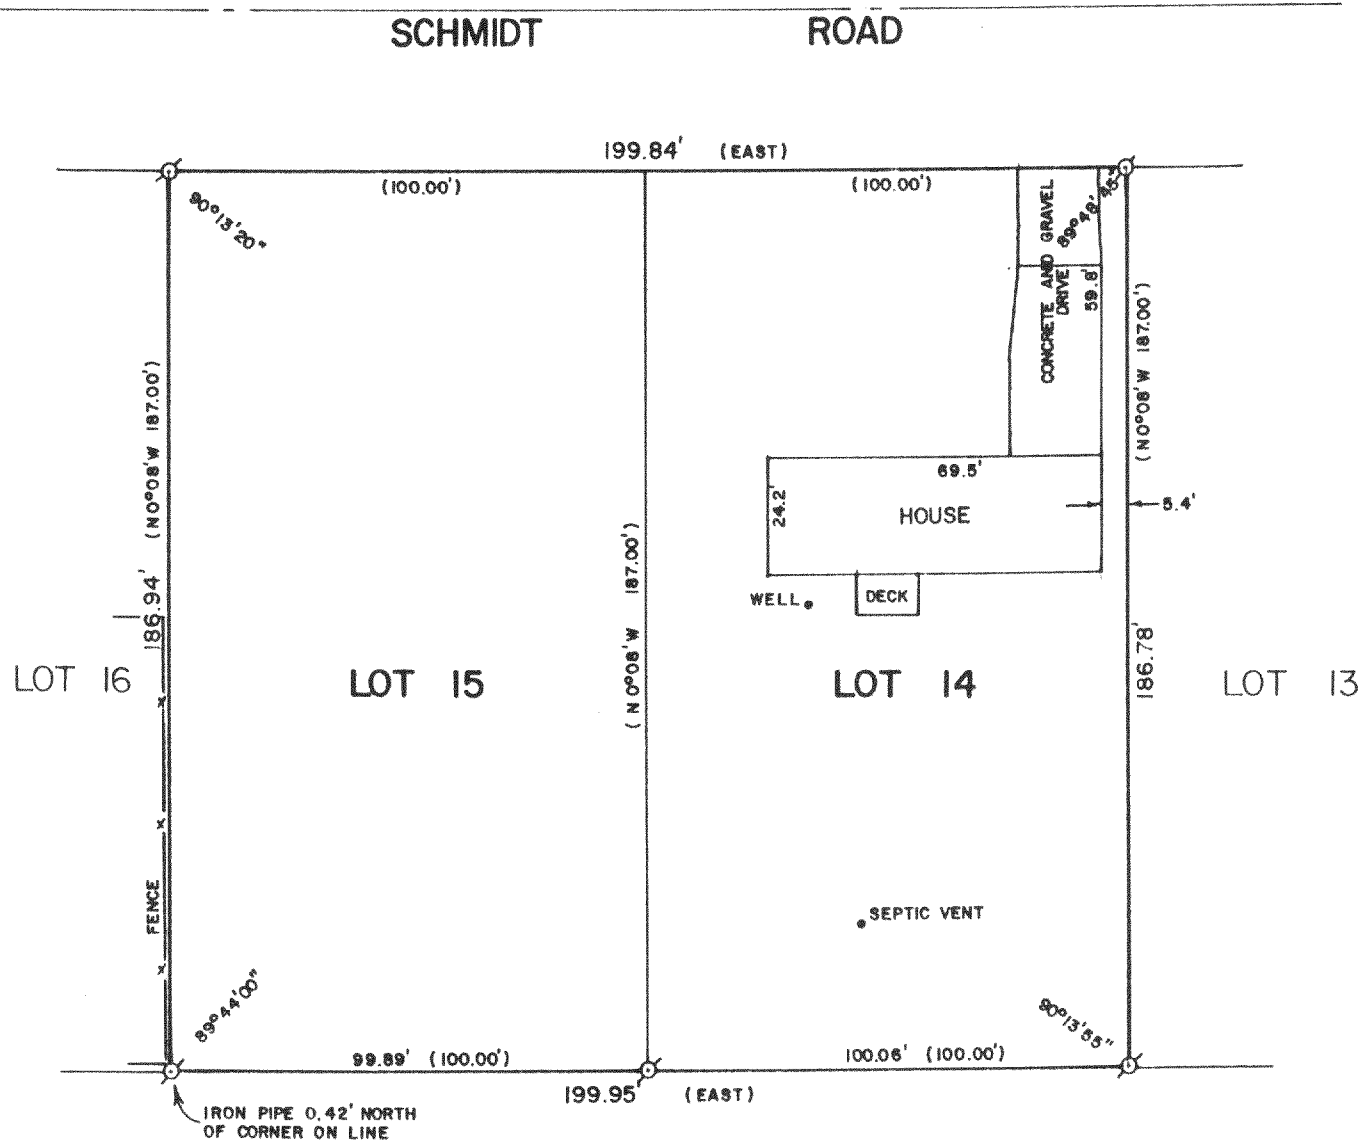 SCHMIDT ROAD
199.84' (EAST)
(100.00') (100.00')
90°13'20"
89°48'45"
CONCRETE AND GRAVEL
DRIVE
59.8'
(N0°08'W 187.00')
(N0°08'W 187.00')
69.5'
24.2'
HOUSE
5.4'
(N0°08'W 187.00')
WELL
DECK
186.94'
186.78'
LOT 16
LOT 15
LOT 14
LOT 13
FENCE
SEPTIC VENT
89°44'00"
90°13'55"
99.89' (100.00')
100.06' (100.00')
199.95' (EAST)
IRON PIPE 0.42' NORTH
OF CORNER ON LINE